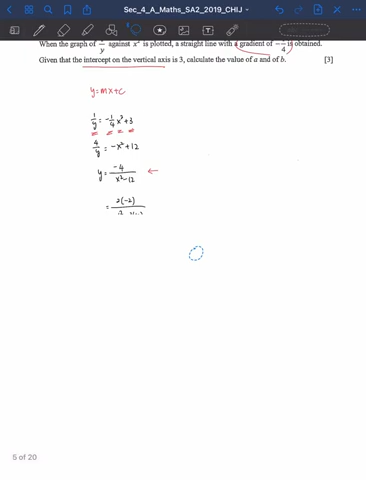 Sec_4_A_Maths_SA2_2019_CHIJ
When the graph of 1/y against x² is plotted, a straight line with a gradient of -1/4 is obtained.
Given that the intercept on the vertical axis is 3, calculate the value of a and of b. [3]
y=mx+c
1/y = -1/4 x² + 3
4/y = -x² + 12
y = -4/(x²-12) ←
= 2(-2)
5 of 20